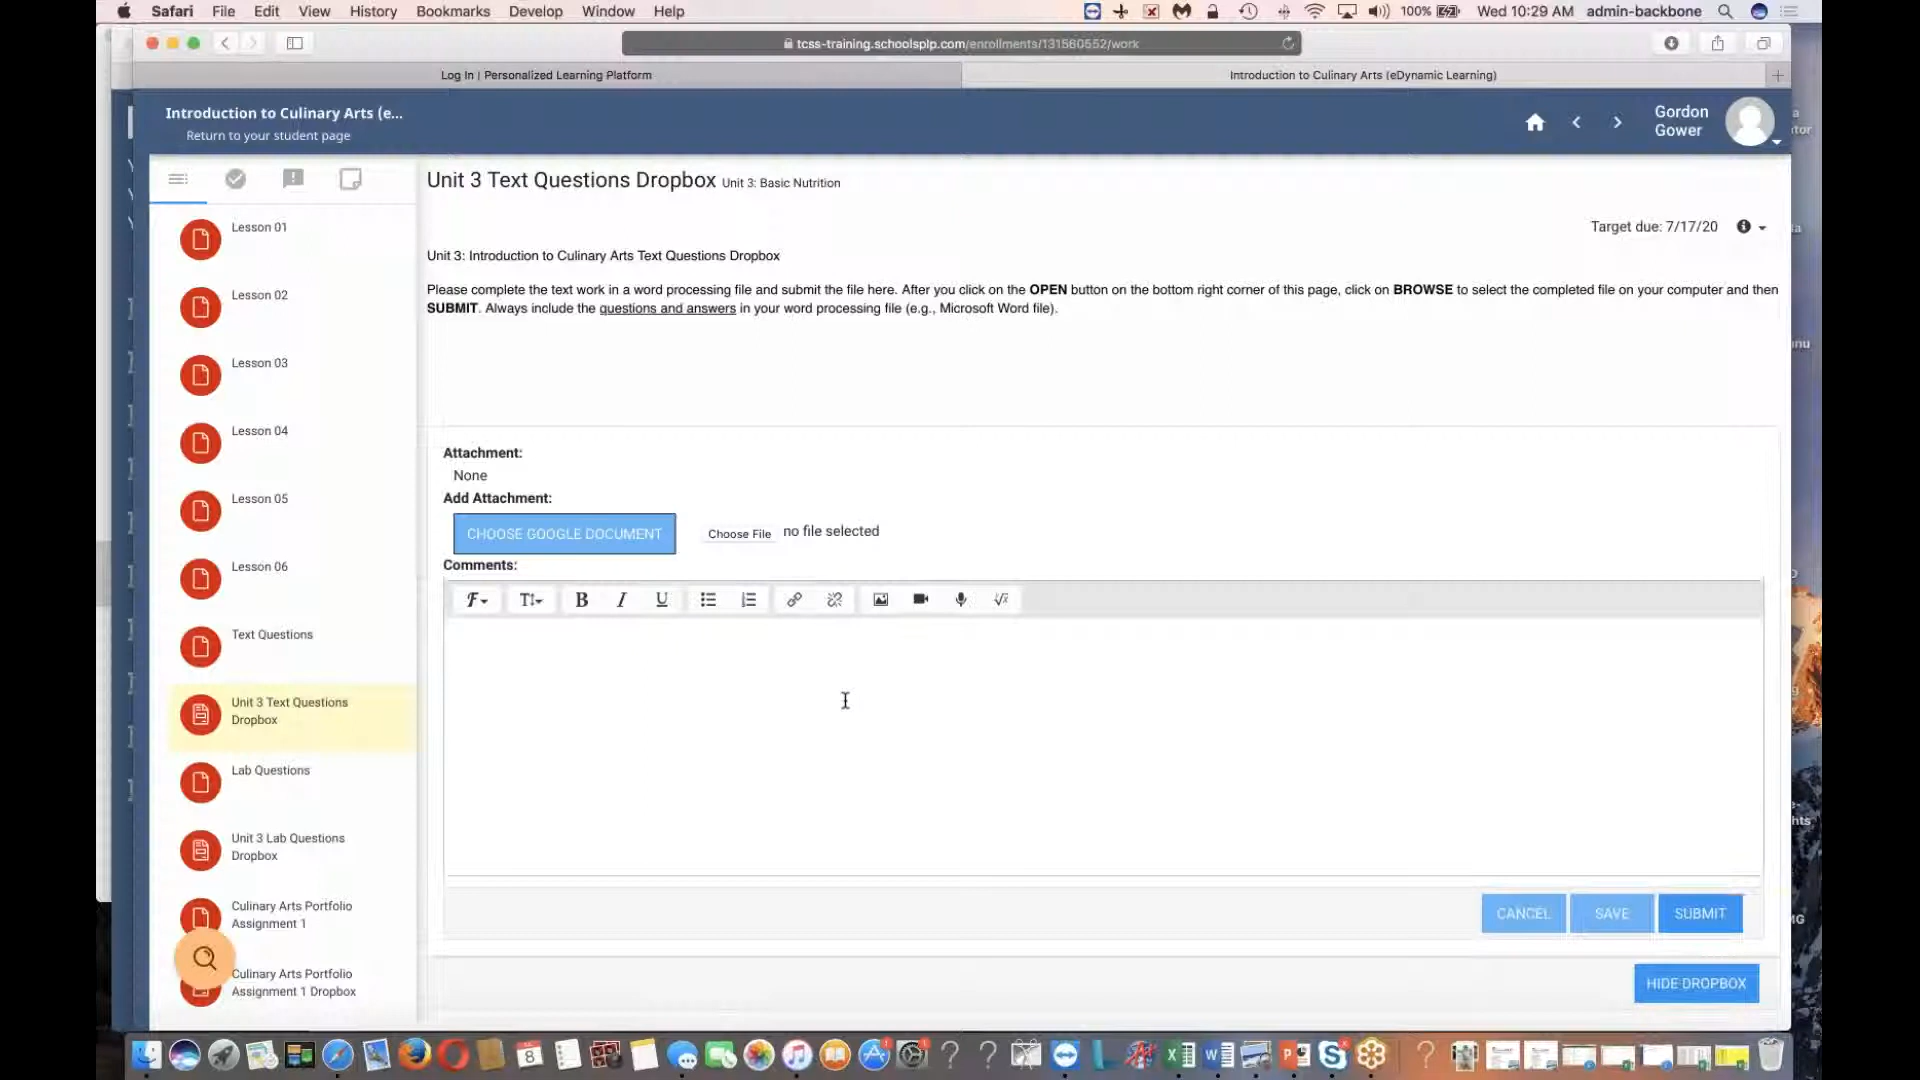 Safari File Edit View History Bookmarks Develop Window Help
100% Wed 10:29 AM admin-backbone
tcss-training.schoolsplp.com/enrollments/131560552/work
Log In | Personalized Learning Platform
Introduction to Culinary Arts (eDynamic Learning)
Introduction to Culinary Arts (e...
Return to your student page
Gordon
Gower
Unit 3 Text Questions Dropbox Unit 3: Basic Nutrition
Target due: 7/17/20
Unit 3: Introduction to Culinary Arts Text Questions Dropbox
Please complete the text work in a word processing file and submit the file here. After you click on the OPEN button on the bottom right corner of this page, click on BROWSE to select the completed file on your computer and then
SUBMIT. Always include the questions and answers in your word processing file (e.g., Microsoft Word file).
Lesson 01
Lesson 02
Lesson 03
Lesson 04
Lesson 05
Lesson 06
Text Questions
Unit 3 Text Questions
Dropbox
Lab Questions
Unit 3 Lab Questions
Dropbox
Culinary Arts Portfolio
Assignment 1
Culinary Arts Portfolio
Assignment 1 Dropbox
Attachment:
None
Add Attachment:
CHOOSE GOOGLE DOCUMENT
Choose File no file selected
Comments:
CANCEL
SAVE
SUBMIT
HIDE DROPBOX